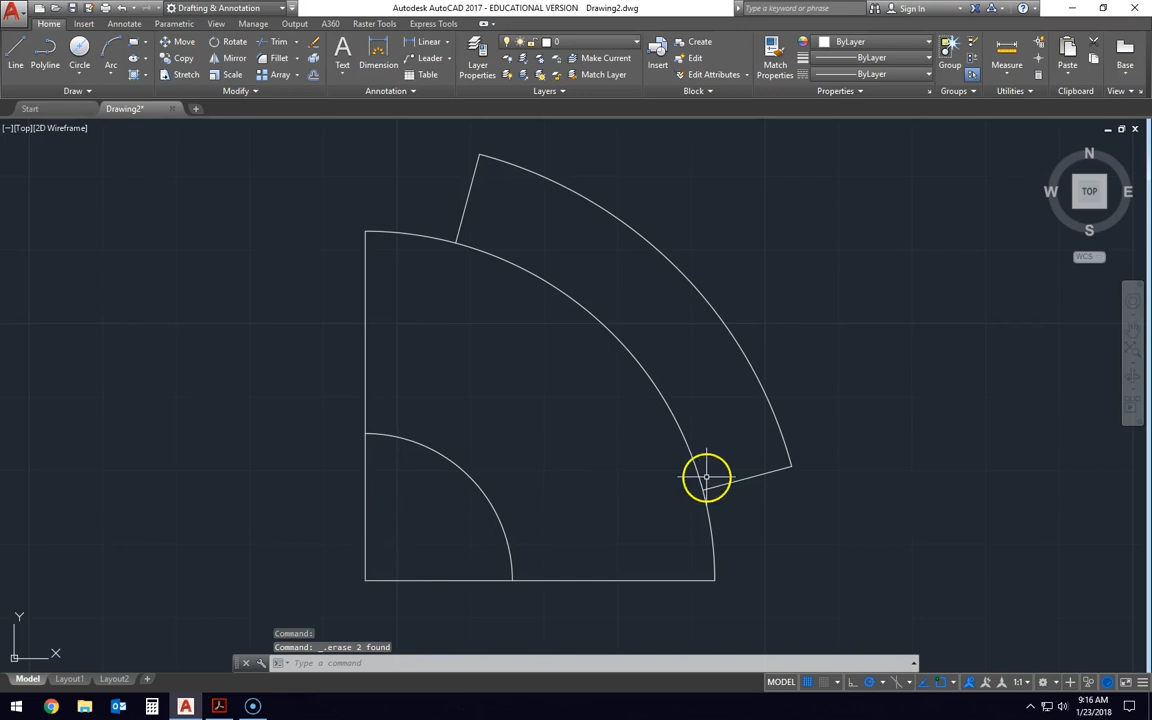 Drafting & Annotation
Autodesk AutoCAD 2017 - EDUCATIONAL VERSION Drawing2.dwg
Type a keyword or phrase
Sign In
Home Insert Annotate Parametric View Manage Output A360 Raster Tools Express Tools
Line Polyline Circle Arc
Move Rotate Trim
Copy Mirror Fillet
Stretch Scale Array
Text Dimension
Linear
Leader
Table
Layer Properties
0
Make Current
Match Layer
Insert
Create
Edit
Edit Attributes
Match Properties
ByLayer
ByLayer
ByLayer
Group Measure Paste Base
Draw Modify Annotation Layers Block Properties Groups Utilities Clipboard View
Start Drawing2*
[−][Top][2D Wireframe]
N
W TOP E
S
WCS
Y
X
Command:
Command: _.erase 2 found
Type a command
Model Layout1 Layout2
MODEL 1:1
9:16 AM
1/23/2018